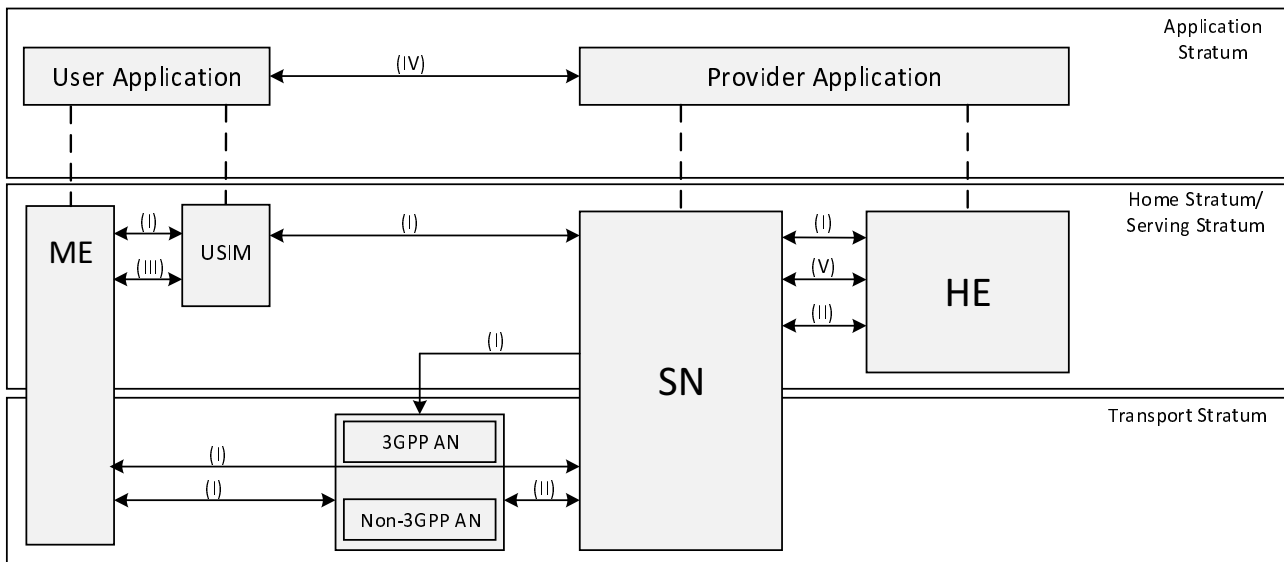 Application
Stratum
User Application
(IV)
Provider Application
Home Stratum/
Serving Stratum
ME
(I)
(III)
USIM
(I)
SN
(I)
(V)
(II)
HE
(I)
Transport Stratum
3GPP AN
(I)
(I)
(II)
Non-3GPP AN